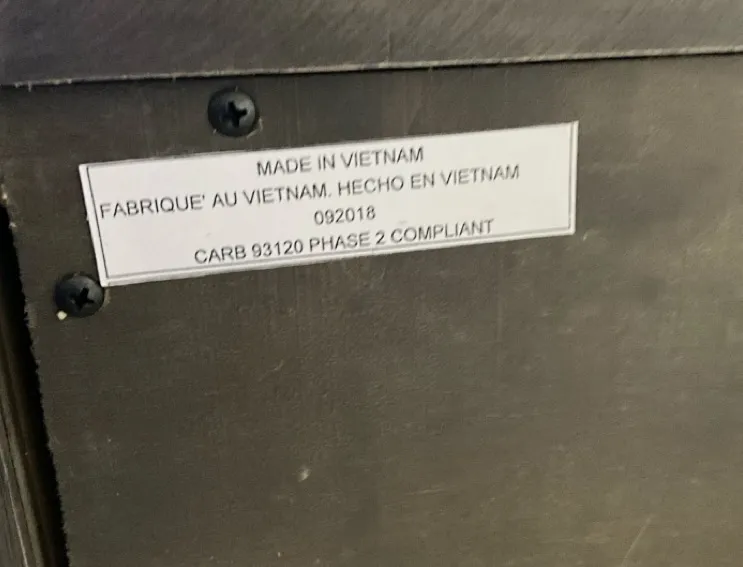 MADE IN VIETNAM
FABRIQUE' AU VIETNAM. HECHO EN VIETNAM
092018
CARB 93120 PHASE 2 COMPLIANT